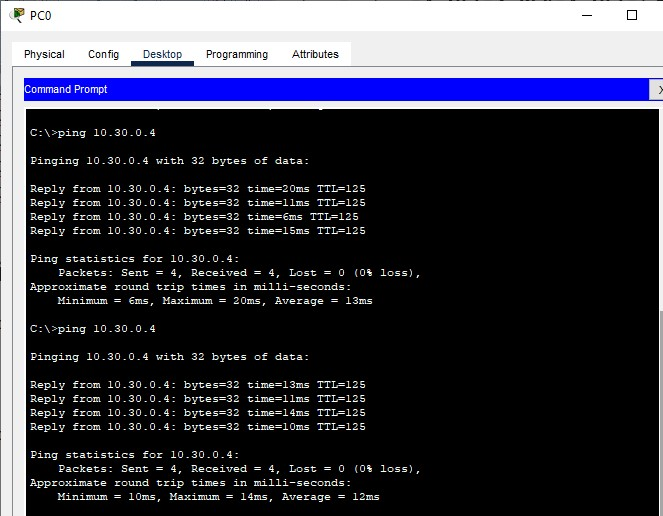 PC0
Physical Config Desktop Programming Attributes
Command Prompt
X
C:\>ping 10.30.0.4
Pinging 10.30.0.4 with 32 bytes of data:
Reply from 10.30.0.4: bytes=32 time=20ms TTL=125
Reply from 10.30.0.4: bytes=32 time=11ms TTL=125
Reply from 10.30.0.4: bytes=32 time=6ms TTL=125
Reply from 10.30.0.4: bytes=32 time=15ms TTL=125
Ping statistics for 10.30.0.4:
Packets: Sent = 4, Received = 4, Lost = 0 (0% loss),
Approximate round trip times in milli-seconds:
Minimum = 6ms, Maximum = 20ms, Average = 13ms
C:\>ping 10.30.0.4
Pinging 10.30.0.4 with 32 bytes of data:
Reply from 10.30.0.4: bytes=32 time=13ms TTL=125
Reply from 10.30.0.4: bytes=32 time=11ms TTL=125
Reply from 10.30.0.4: bytes=32 time=14ms TTL=125
Reply from 10.30.0.4: bytes=32 time=10ms TTL=125
Ping statistics for 10.30.0.4:
Packets: Sent = 4, Received = 4, Lost = 0 (0% loss),
Approximate round trip times in milli-seconds:
Minimum = 10ms, Maximum = 14ms, Average = 12ms